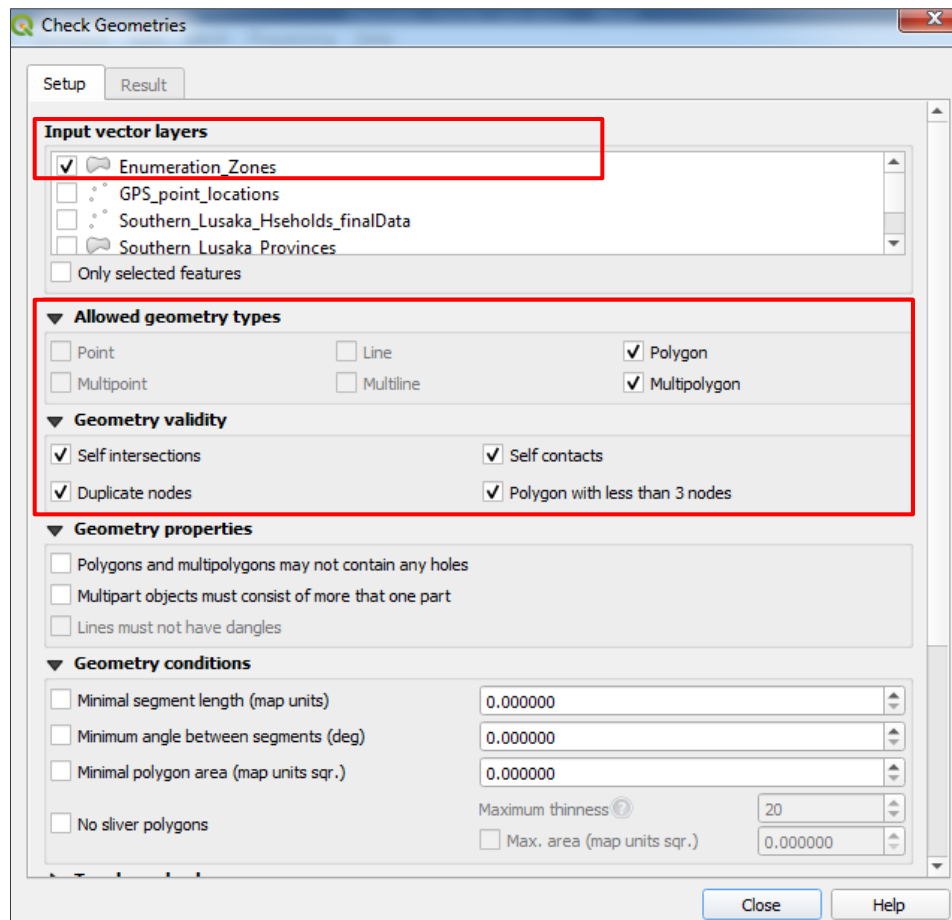 Check Geometries
Setup Result
Input vector layers
Enumeration_Zones
GPS_point_locations
Southern_Lusaka_Hseholds_finalData
Southern_Lusaka_Provinces
Only selected features
Allowed geometry types
Point Line Polygon
Multipoint Multiline Multipolygon
Geometry validity
Self intersections Self contacts
Duplicate nodes Polygon with less than 3 nodes
Geometry properties
Polygons and multipolygons may not contain any holes
Multipart objects must consist of more that one part
Lines must not have dangles
Geometry conditions
Minimal segment length (map units) 0.000000
Minimum angle between segments (deg) 0.000000
Minimal polygon area (map units sqr.) 0.000000
No sliver polygons Maximum thinness ? 20
Max. area (map units sqr.) 0.000000
Close Help